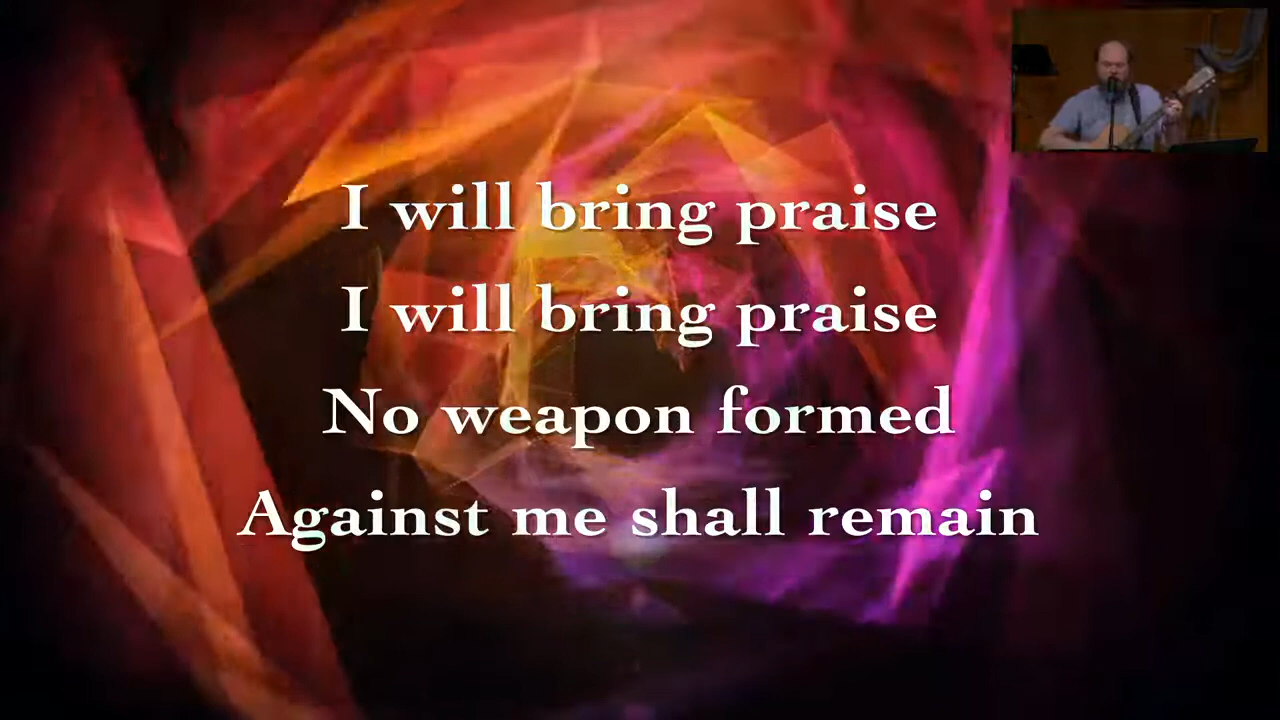 I will bring praise
I will bring praise
No weapon formed
Against me shall remain